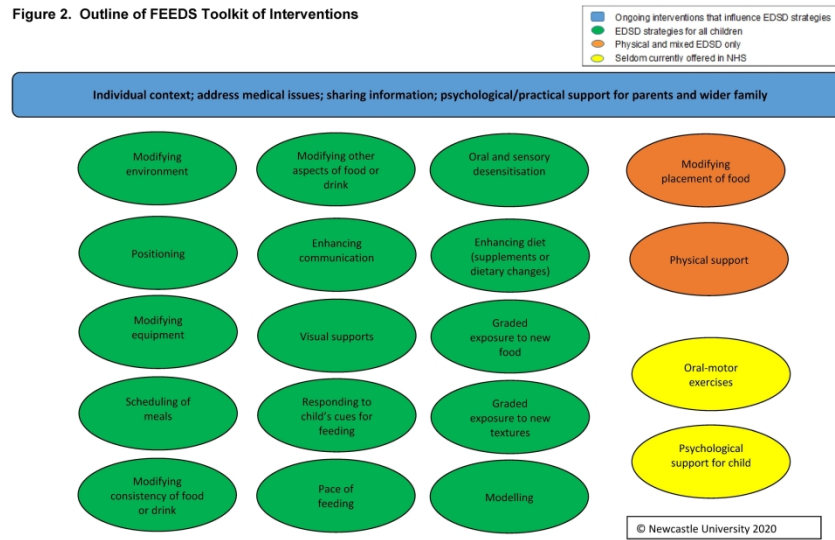 Figure 2.  Outline of FEEDS Toolkit of Interventions
Ongoing interventions that influence EDSD strategies
EDSD strategies for all children
Physical and mixed EDSD only
Seldom currently offered in NHS
Individual context; address medical issues; sharing information; psychological/practical support for parents and wider family
Modifying
environment
Modifying other
aspects of food or
drink
Oral and sensory
desensitisation
Modifying
placement of food
Positioning
Enhancing
communication
Enhancing diet
(supplements or
dietary changes)
Physical support
Modifying
equipment
Visual supports
Graded
exposure to new
food
Oral-motor
exercises
Scheduling of
meals
Responding to
child's cues for
feeding
Graded
exposure to new
textures
Psychological
support for child
Modifying
consistency of food
or drink
Pace of
feeding
Modelling
© Newcastle University 2020